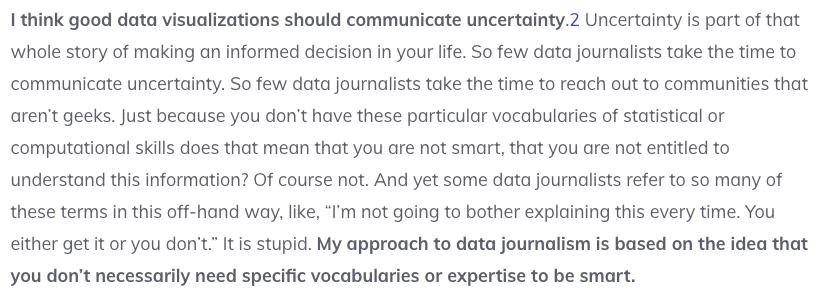 I think good data visualizations should communicate uncertainty.2 Uncertainty is part of that
whole story of making an informed decision in your life. So few data journalists take the time to
communicate uncertainty. So few data journalists take the time to reach out to communities that
aren't geeks. Just because you don't have these particular vocabularies of statistical or
computational skills does that mean that you are not smart, that you are not entitled to
understand this information? Of course not. And yet some data journalists refer to so many of
these terms in this off-hand way, like, “I'm not going to bother explaining this every time. You
either get it or you don't.” It is stupid. My approach to data journalism is based on the idea that
you don't necessarily need specific vocabularies or expertise to be smart.